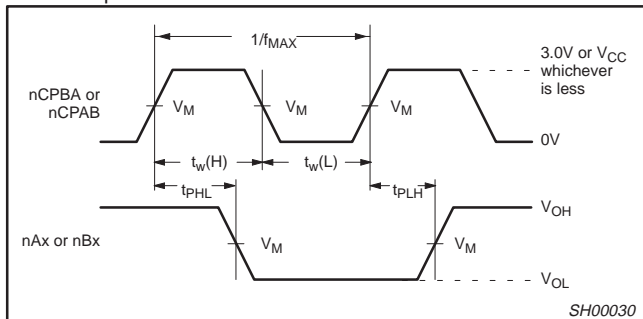 1/fMAX
3.0V or VCC
whichever
is less
nCPBA or
nCPAB
VM
VM
VM
0V
tw(H)
tw(L)
tPHL
tPLH
VOH
nAx or nBx
VM
VM
VOL
SH00030